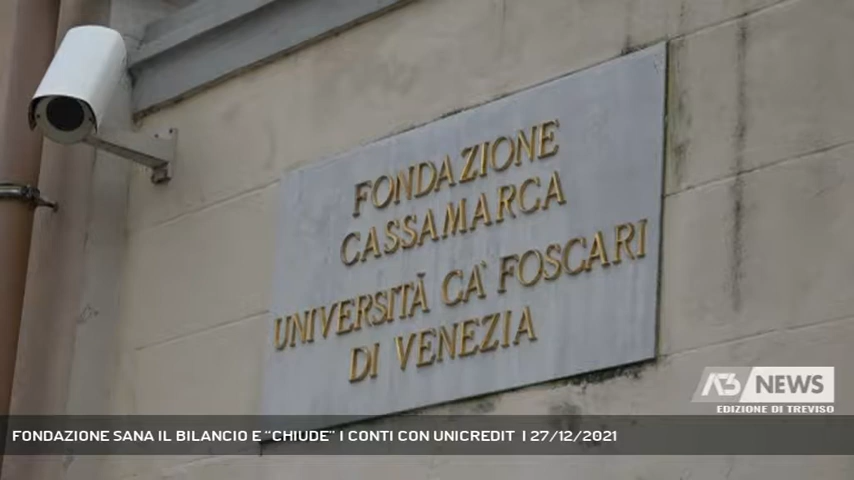 FONDAZIONE
CASSAMARCA
UNIVERSITÀ CA' FOSCARI
DI VENEZIA
A3 NEWS
EDIZIONE DI TREVISO
FONDAZIONE SANA IL BILANCIO E “CHIUDE” I CONTI CON UNICREDIT | 27/12/2021